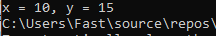 x = 10, y = 15
C:\Users\Fast\source\repos\